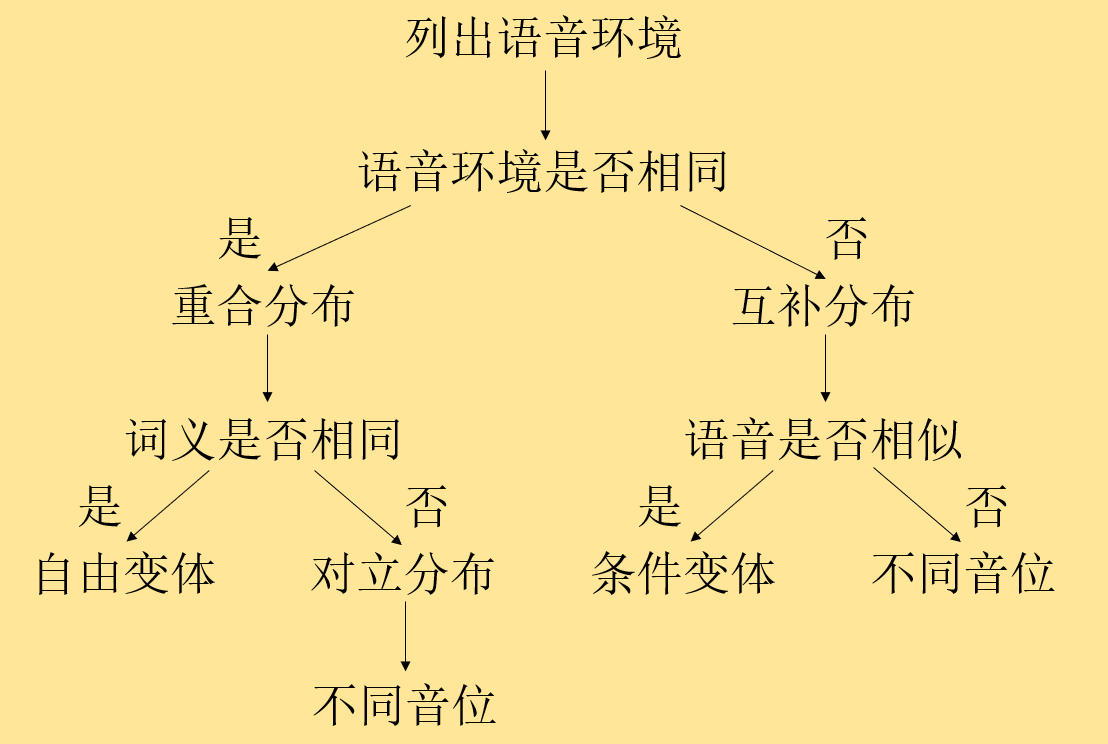 列出语音环境
语音环境是否相同
是
否
重合分布
互补分布
词义是否相同
语音是否相似
是
否
是
否
自由变体
对立分布
条件变体
不同音位
不同音位